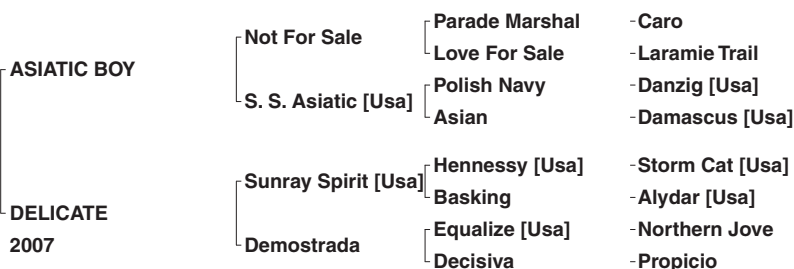 Parade Marshal - Caro
Not For Sale
Love For Sale - Laramie Trail
ASIATIC BOY
Polish Navy - Danzig [Usa]
S. S. Asiatic [Usa]
Asian - Damascus [Usa]
Hennessy [Usa] - Storm Cat [Usa]
Sunray Spirit [Usa]
Basking - Alydar [Usa]
DELICATE
Equalize [Usa] - Northern Jove
2007
Demostrada
Decisiva - Propicio